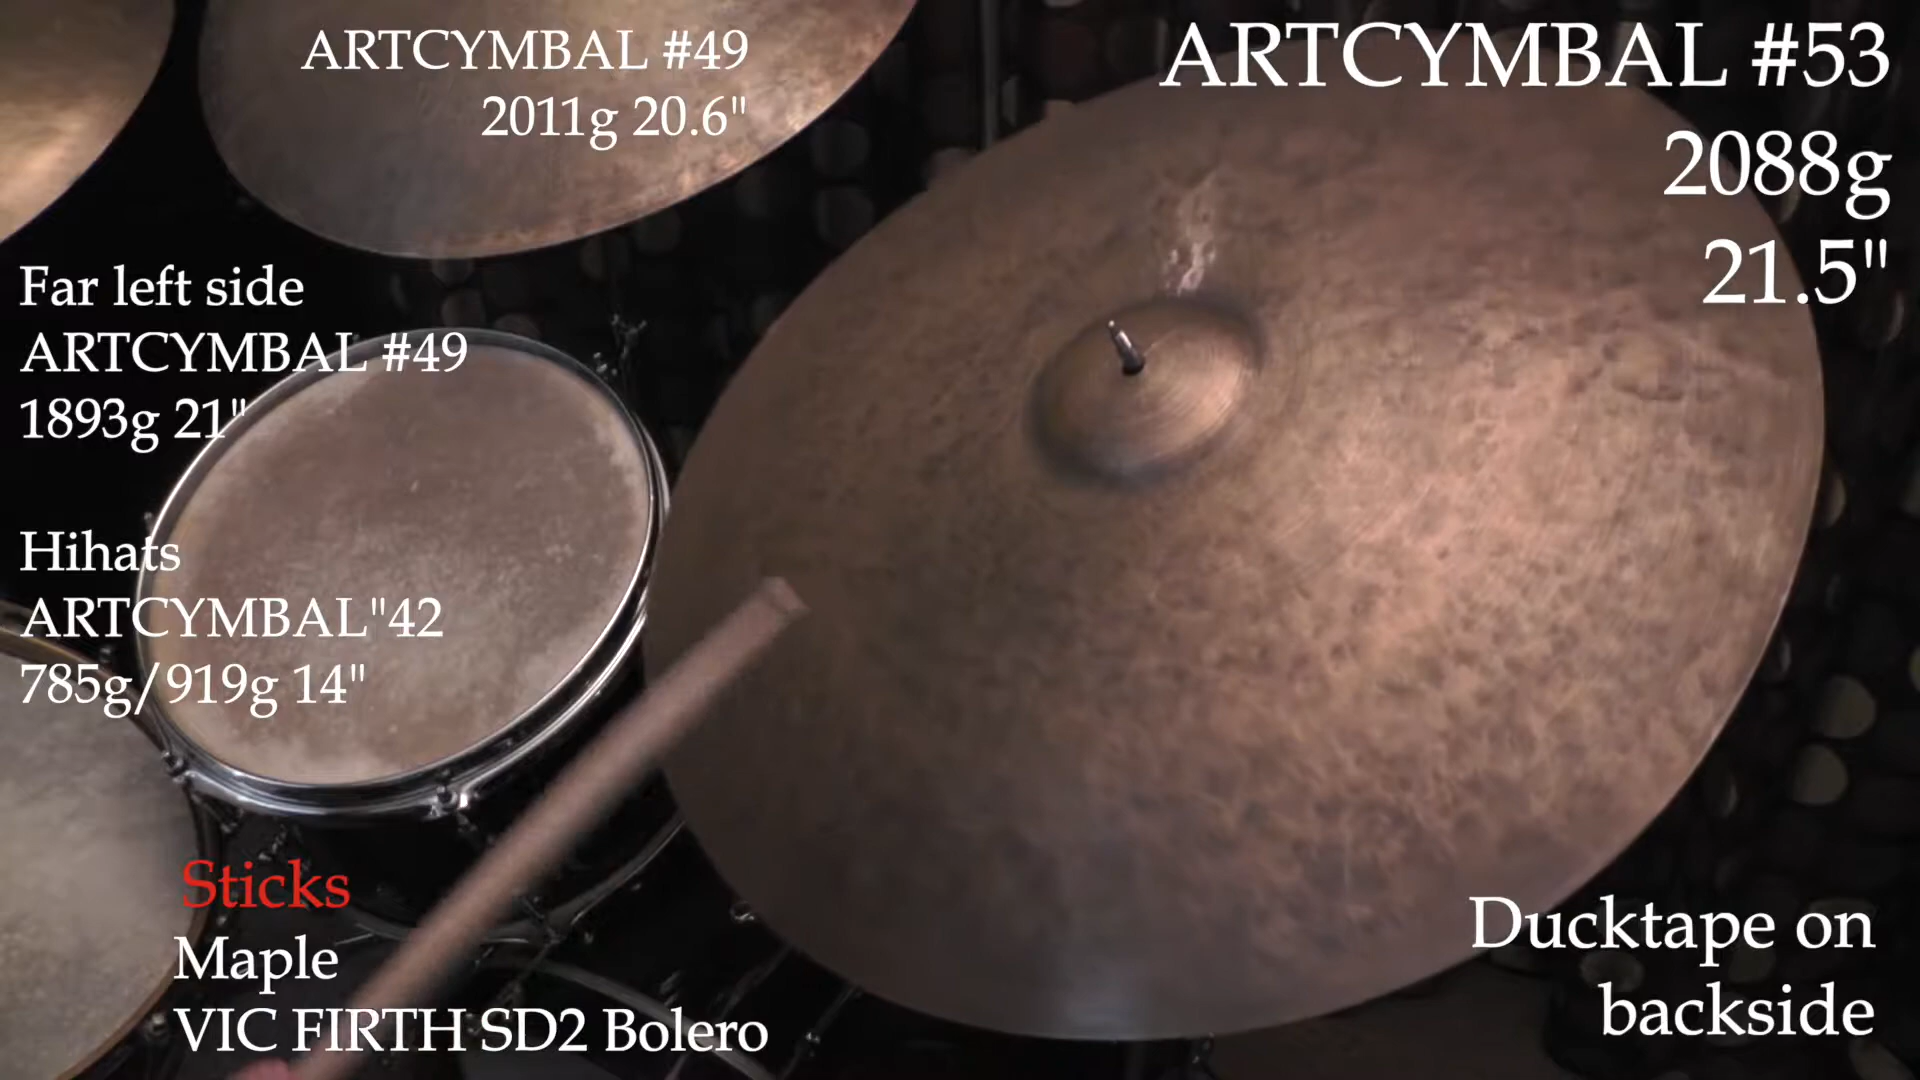 ARTCYMBAL #49
2011g 20.6"
ARTCYMBAL #53
2088g
21.5"
Far left side
ARTCYMBAL #49
1893g 21"
Hihats
ARTCYMBAL"42
785g/919g 14"
Sticks
Maple
VIC FIRTH SD2 Bolero
Ducktape on
backside